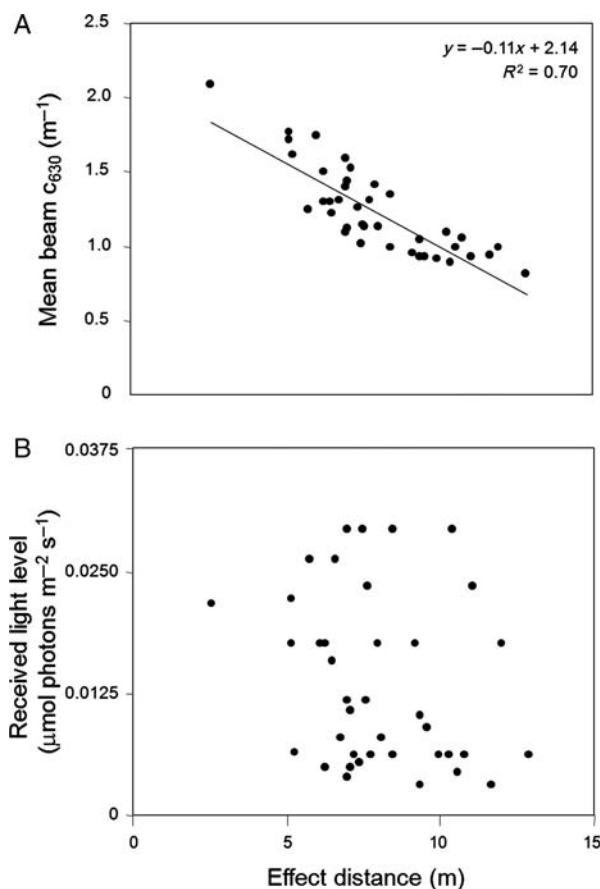 A
2.5
2.0
1.5
1.0
0.5
0
Mean beam c₆₃₀ (m⁻¹)
y = –0.11x + 2.14
R² = 0.70
B
0.0375
0.0250
0.0125
0
Received light level
(µmol photons m⁻² s⁻¹)
0 5 10 15
Effect distance (m)